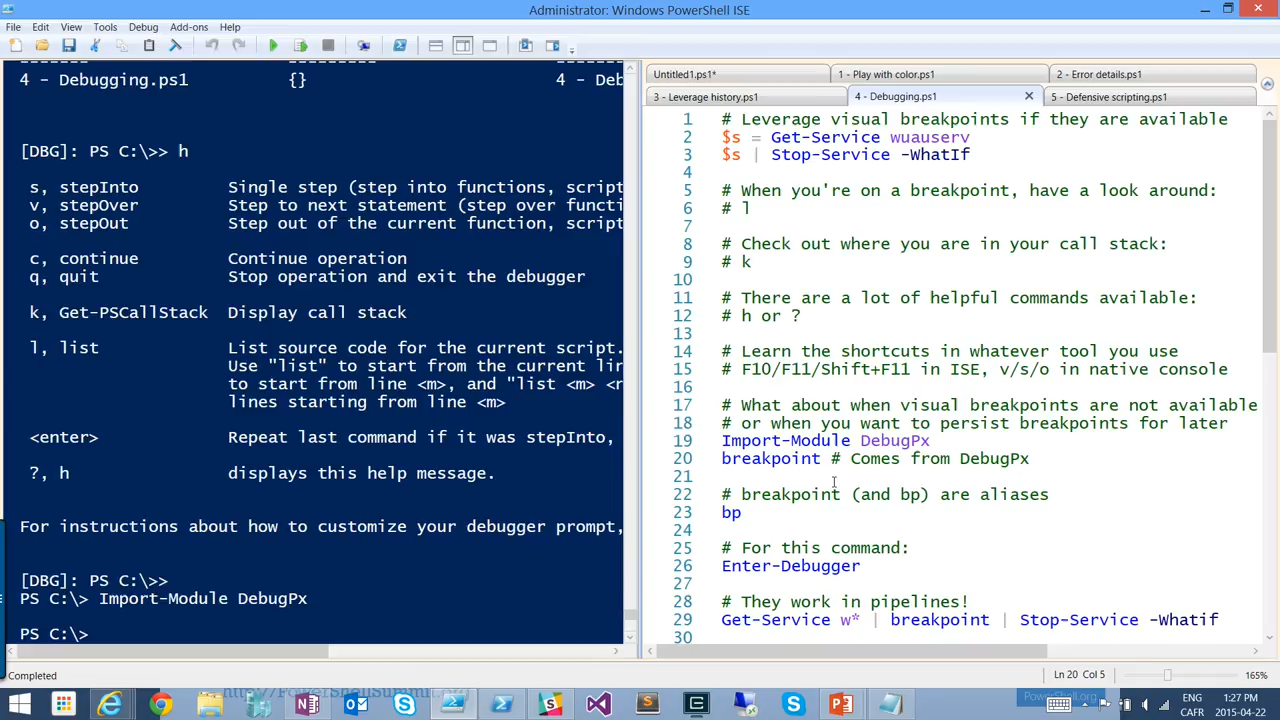 Administrator: Windows PowerShell ISE
File Edit View Tools Debug Add-ons Help
4 - Debugging.ps1 {} 4 - Deb
[DBG]: PS C:\>> h
s, stepInto Single step (step into functions, script
v, stepOver Step to next statement (step over functi
o, stepOut Step out of the current function, script
c, continue Continue operation
q, quit Stop operation and exit the debugger
k, Get-PSCallStack Display call stack
l, list List source code for the current script.
Use "list" to start from the current lin
to start from line <m>, and "list <m> <n
lines starting from line <m>
<enter> Repeat last command if it was stepInto,
?, h displays this help message.
For instructions about how to customize your debugger prompt,
[DBG]: PS C:\>>
PS C:\> Import-Module DebugPx
PS C:\>
Untitled1.ps1* 1 - Play with color.ps1 2 - Error details.ps1
3 - Leverage history.ps1 4 - Debugging.ps1 5 - Defensive scripting.ps1
1 # Leverage visual breakpoints if they are available
2 $s = Get-Service wuauserv
3 $s | Stop-Service -WhatIf
4
5 # When you're on a breakpoint, have a look around:
6 # l
7
8 # Check out where you are in your call stack:
9 # k
10
11 # There are a lot of helpful commands available:
12 # h or ?
13
14 # Learn the shortcuts in whatever tool you use
15 # F10/F11/Shift+F11 in ISE, v/s/o in native console
16
17 # What about when visual breakpoints are not available
18 # or when you want to persist breakpoints for later
19 Import-Module DebugPx
20 breakpoint # Comes from DebugPx
21
22 # breakpoint (and bp) are aliases
23 bp
24
25 # For this command:
26 Enter-Debugger
27
28 # They work in pipelines!
29 Get-Service w* | breakpoint | Stop-Service -Whatif
30
Completed Ln 20 Col 5 165%
PowerShell.org
ENG 1:27 PM
CAFR 2015-04-22